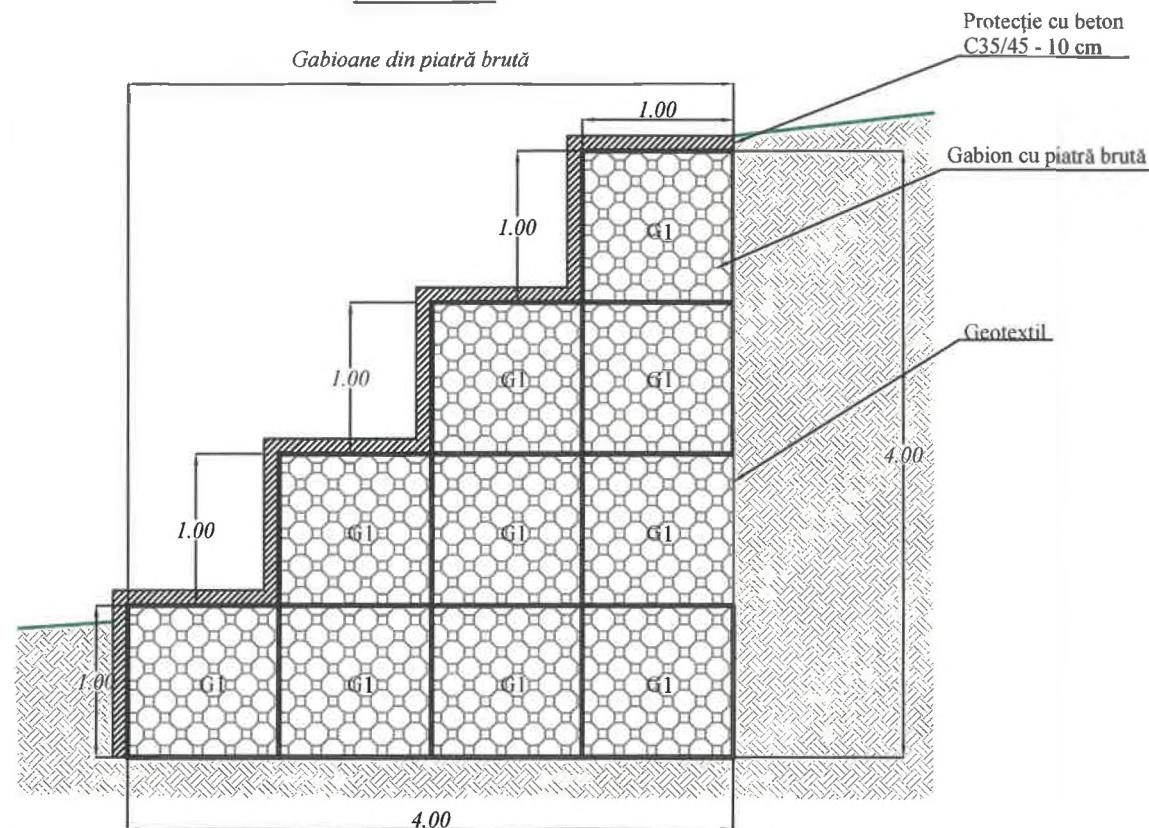 Protecție cu beton
C35/45 - 10 cm
Gabioane din piatră brută
1.00
Gabion cu piatră brută
1.00
G1
Geotextil
1.00
G1 G1
4.00
1.00
G1 G1 G1
1.00
G1 G1 G1 G1
4.00